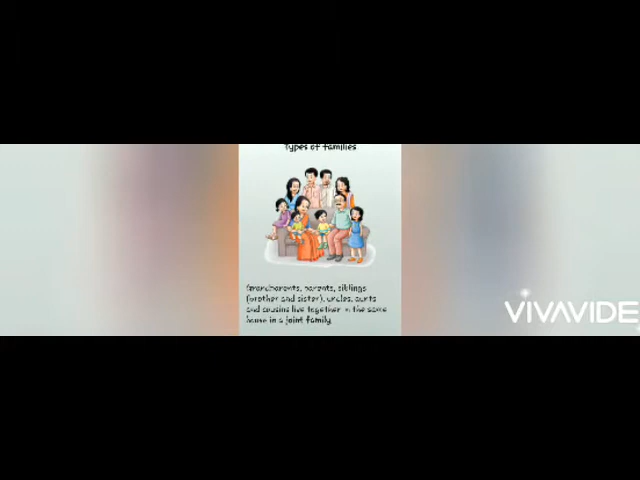 Types of families
Grandparents, parents, siblings
(brother and sister), uncles, aunts
and cousins live together in the same
house in a joint family.
VIVAVIDE